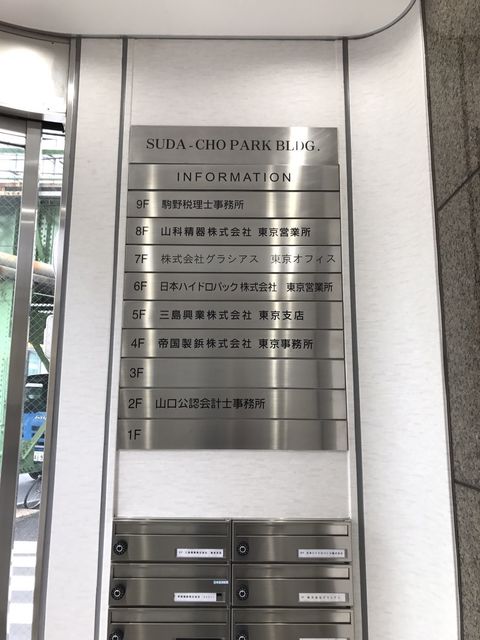 SUDA-CHO PARK BLDG.
INFORMATION
9F 駒野税理士事務所
8F 山科精器株式会社 東京営業所
7F 株式会社グラシアス 東京オフィス
6F 日本ハイドロパック株式会社 東京営業所
5F 三島興業株式会社 東京支店
4F 帝国製鋲株式会社 東京事務所
3F
2F 山口公認会計士事務所
1F